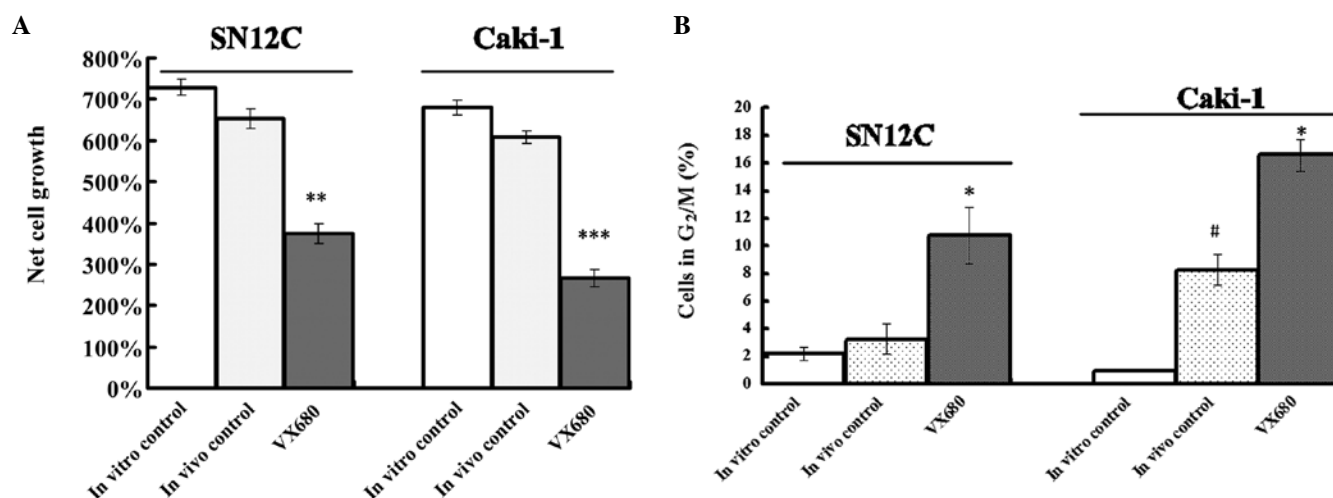 A
SN12C
Caki-1
Net cell growth
800%
700%
600%
500%
400%
300%
200%
100%
0%
**
***
In vitro control
In vivo control
VX680
In vitro control
In vivo control
VX680
B
SN12C
Caki-1
Cells in G₂/M (%)
20
18
16
14
12
10
8
6
4
2
0
*
#
*
In vitro control
In vivo control
VX680
In vitro control
In vivo control
VX680